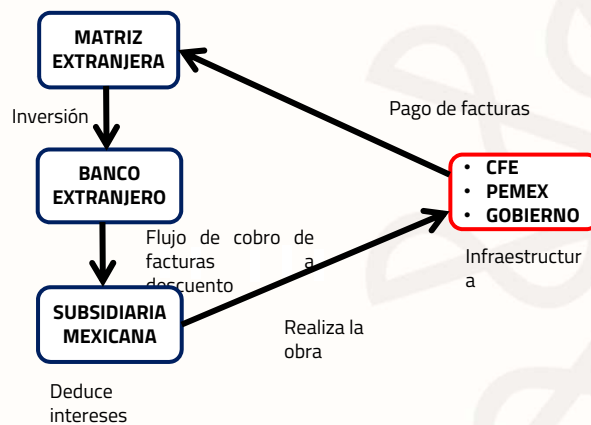 MATRIZ
EXTRANJERA
Inversión
Pago de facturas
BANCO
EXTRANJERO
• CFE
• PEMEX
• GOBIERNO
Flujo de cobro de
facturas a
descuento
Infraestructur
a
SUBSIDIARIA
MEXICANA
Realiza la
obra
Deduce
intereses